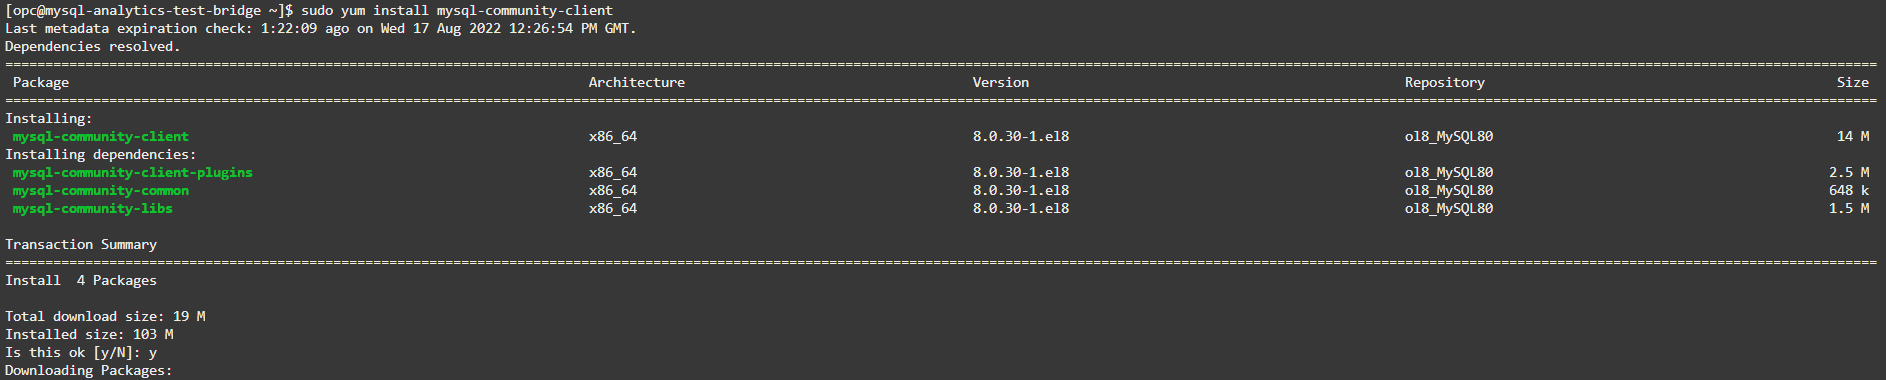 [opc@mysql-analytics-test-bridge ~]$ sudo yum install mysql-community-client
Last metadata expiration check: 1:22:09 ago on Wed 17 Aug 2022 12:26:54 PM GMT.
Dependencies resolved.
Package Architecture Version Repository Size
Installing:
mysql-community-client x86_64 8.0.30-1.el8 ol8_MySQL80 14 M
Installing dependencies:
mysql-community-client-plugins x86_64 8.0.30-1.el8 ol8_MySQL80 2.5 M
mysql-community-common x86_64 8.0.30-1.el8 ol8_MySQL80 648 k
mysql-community-libs x86_64 8.0.30-1.el8 ol8_MySQL80 1.5 M
Transaction Summary
Install  4 Packages
Total download size: 19 M
Installed size: 103 M
Is this ok [y/N]: y
Downloading Packages: